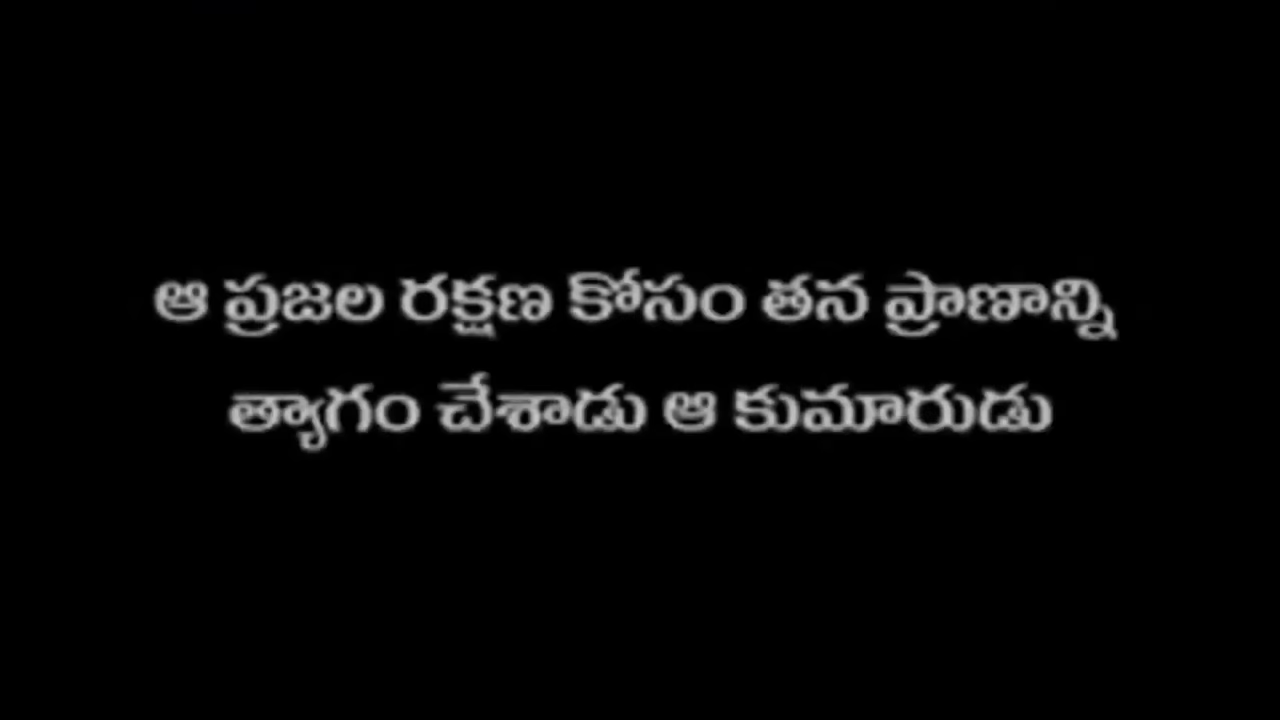 ఆ ప్రజల రక్షణ కోసం తన ప్రాణాన్ని
త్యాగం చేశాడు ఆ కుమారుడు